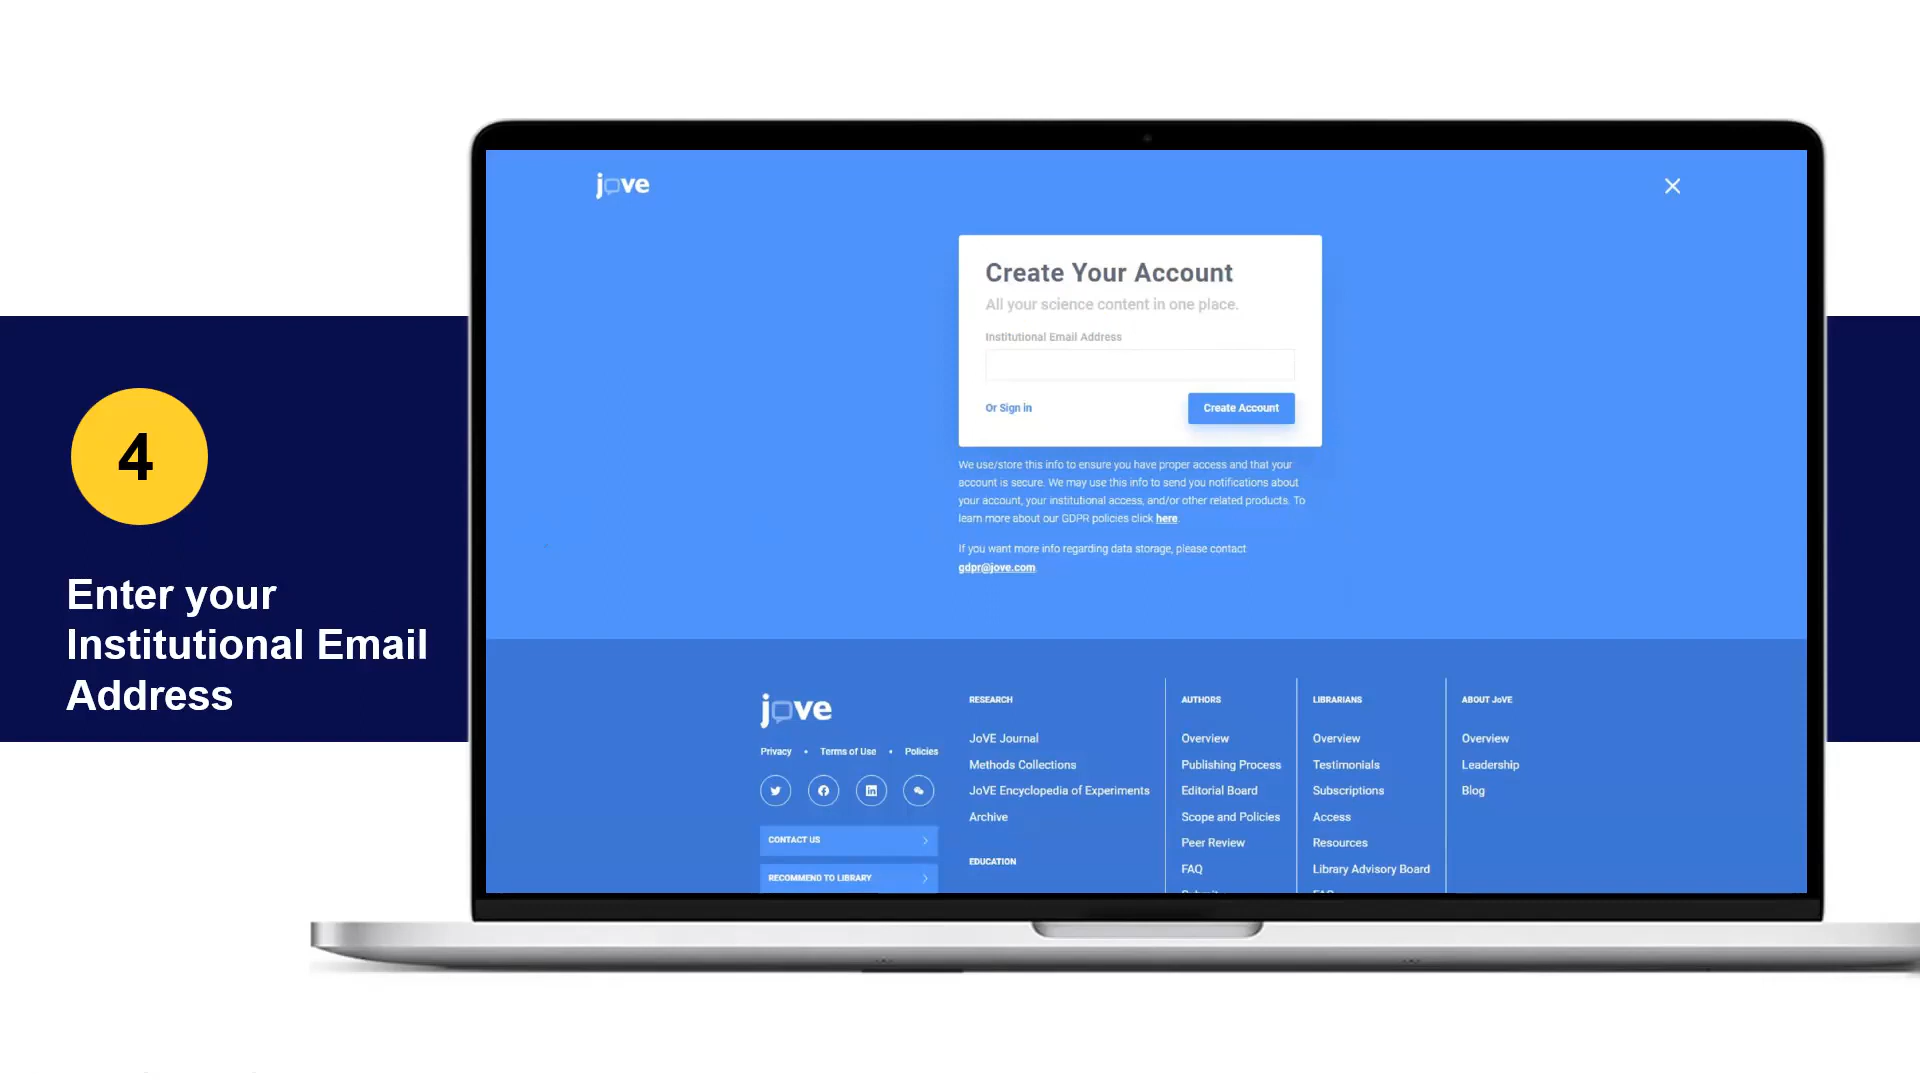 4
Enter your
Institutional Email
Address
jove
Create Your Account
All your science content in one place.
Institutional Email Address
Or Sign in
Create Account
We use/store this info to ensure you have proper access and that your
account is secure. We may use this info to send you notifications about
your account, your institutional access, and/or other related products. To
learn more about our GDPR policies click here.
If you want more info regarding data storage, please contact
gdpr@jove.com.
jove
Privacy • Terms of Use • Policies
CONTACT US
RECOMMEND TO LIBRARY
RESEARCH
JoVE Journal
Methods Collections
JoVE Encyclopedia of Experiments
Archive
EDUCATION
AUTHORS
Overview
Publishing Process
Editorial Board
Scope and Policies
Peer Review
FAQ
LIBRARIANS
Overview
Testimonials
Subscriptions
Access
Resources
Library Advisory Board
ABOUT JoVE
Overview
Leadership
Blog